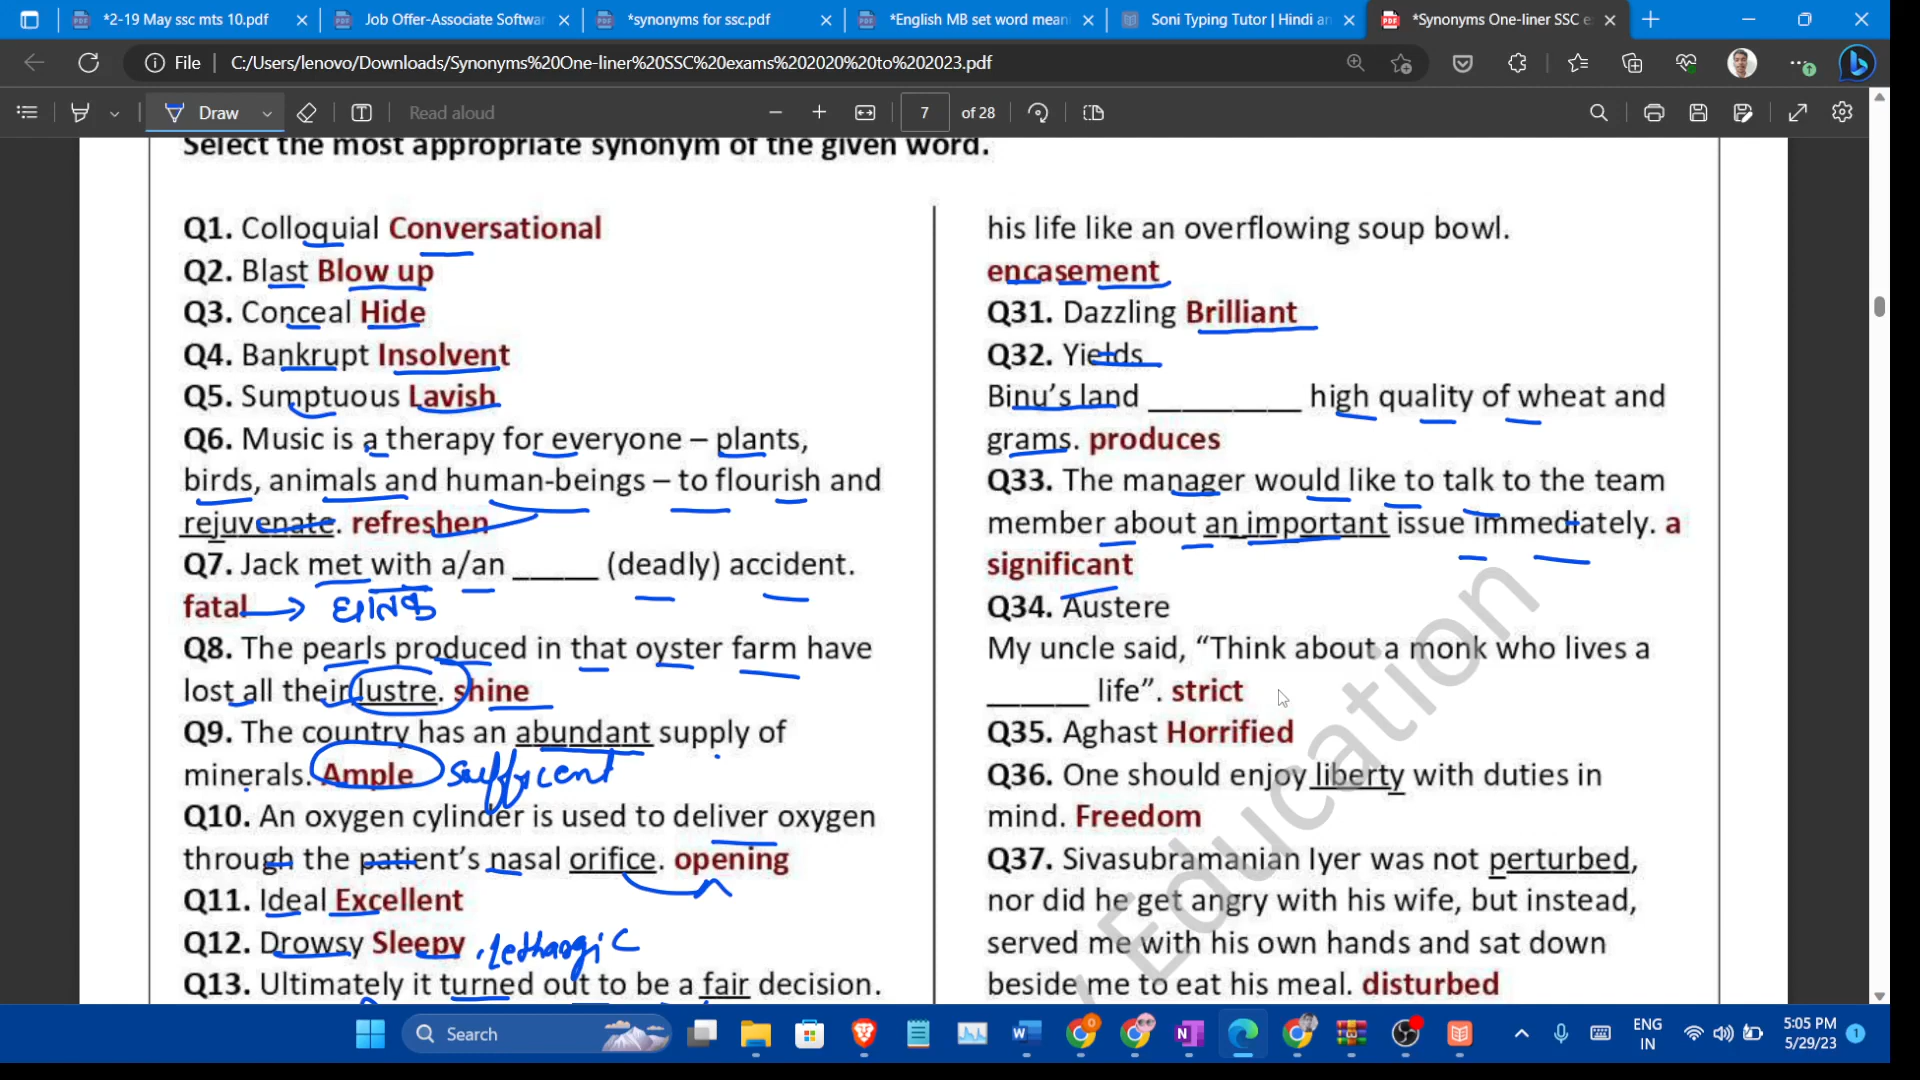 *2-19 May ssc mts 10.pdf
Job Offer-Associate Softwar
*synonyms for ssc.pdf
*English MB set word meani
Soni Typing Tutor | Hindi an
*Synonyms One-liner SSC e
File
C:/Users/lenovo/Downloads/Synonyms%20One-liner%20SSC%20exams%202020%20to%202023.pdf
Draw
Read aloud
7 of 28
Select the most appropriate synonym of the given word.
Q1. Colloquial Conversational
Q2. Blast Blow up
Q3. Conceal Hide
Q4. Bankrupt Insolvent
Q5. Sumptuous Lavish
Q6. Music is a therapy for everyone – plants,
birds, animals and human-beings – to flourish and
rejuvenate. refreshen
Q7. Jack met with a/an _____ (deadly) accident.
fatal
Q8. The pearls produced in that oyster farm have
lost all their lustre. shine
Q9. The country has an abundant supply of
minerals. Ample sufficent
Q10. An oxygen cylinder is used to deliver oxygen
through the patient's nasal orifice. opening
Q11. Ideal Excellent
Q12. Drowsy Sleepy .Lethargic
Q13. Ultimately it turned out to be a fair decision.
his life like an overflowing soup bowl.
encasement
Q31. Dazzling Brilliant
Q32. Yields
Binu's land _________ high quality of wheat and
grams. produces
Q33. The manager would like to talk to the team
member about an important issue immediately. a
significant
Q34. Austere
My uncle said, "Think about a monk who lives a
______ life". strict
Q35. Aghast Horrified
Q36. One should enjoy liberty with duties in
mind. Freedom
Q37. Sivasubramanian Iyer was not perturbed,
nor did he get angry with his wife, but instead,
served me with his own hands and sat down
beside me to eat his meal. disturbed
Education
Search
ENG
IN
5:05 PM
5/29/23
1